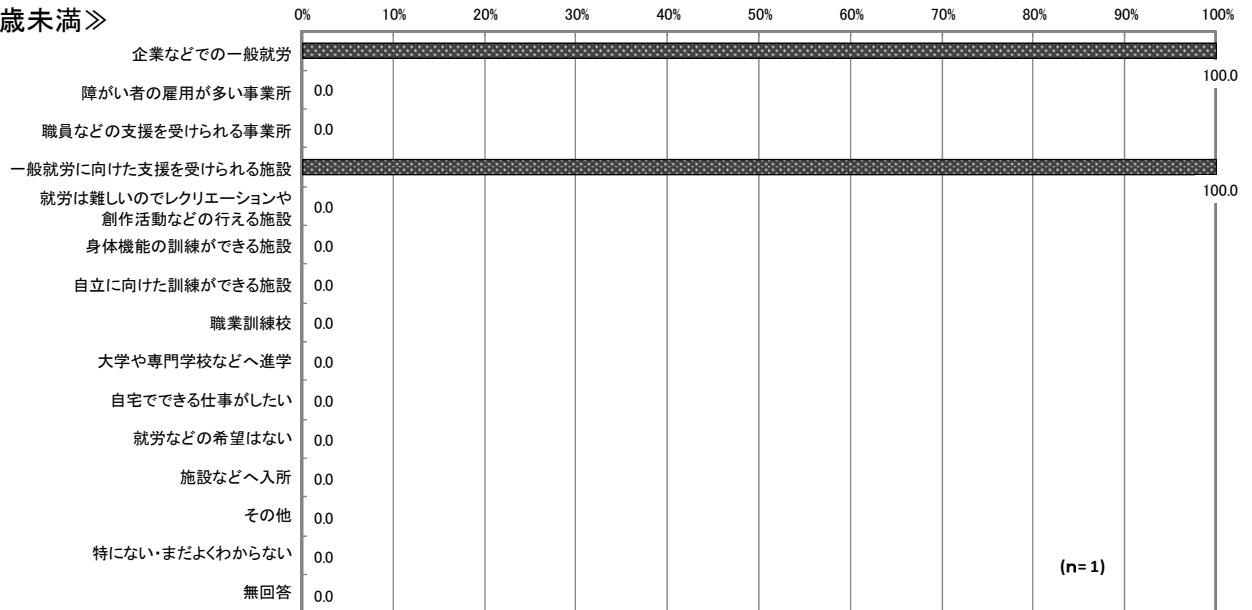 歳未満≫
0% 10% 20% 30% 40% 50% 60% 70% 80% 90% 100%
企業などでの一般就労
100.0
障がい者の雇用が多い事業所 0.0
職員などの支援を受けられる事業所 0.0
一般就労に向けた支援を受けられる施設
100.0
就労は難しいのでレクリエーションや
創作活動などの行える施設 0.0
身体機能の訓練ができる施設 0.0
自立に向けた訓練ができる施設 0.0
職業訓練校 0.0
大学や専門学校などへ進学 0.0
自宅でできる仕事がしたい 0.0
就労などの希望はない 0.0
施設などへ入所 0.0
その他 0.0
特にない・まだよくわからない 0.0
(n=1)
無回答 0.0